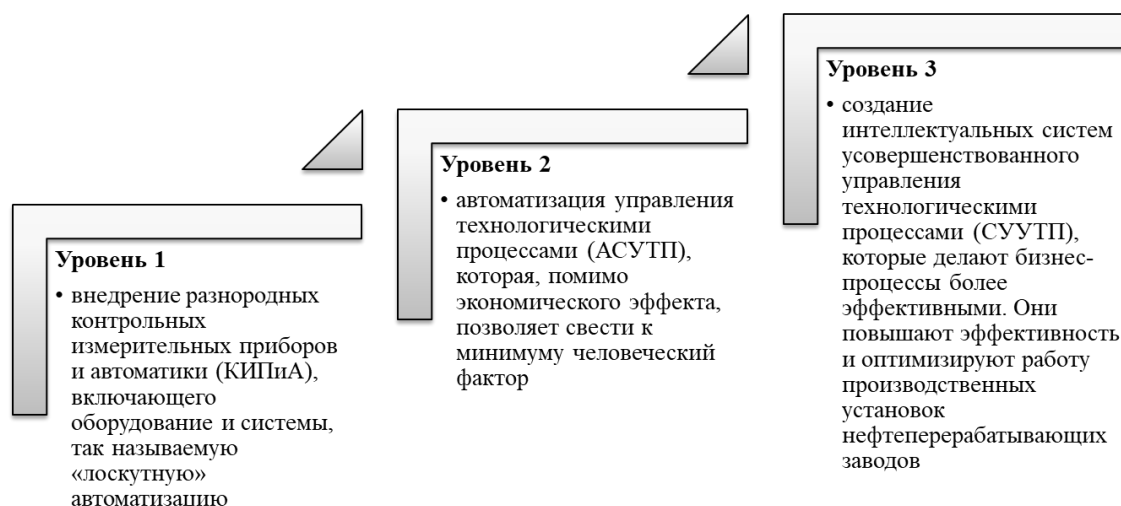 Уровень 1
• внедрение разнородных
контрольных
измерительных приборов
и автоматики (КИПиА),
включающего
оборудование и системы,
так называемую
«лоскутную»
автоматизацию
Уровень 2
• автоматизация управления
технологическими
процессами (АСУТП),
которая, помимо
экономического эффекта,
позволяет свести к
минимуму человеческий
фактор
Уровень 3
• создание
интеллектуальных систем
усовершенствованного
управления
технологическими
процессами (СУУТП),
которые делают бизнес-
процессы более
эффективными. Они
повышают эффективность
и оптимизируют работу
производственных
установок
нефтеперерабатывающих
заводов